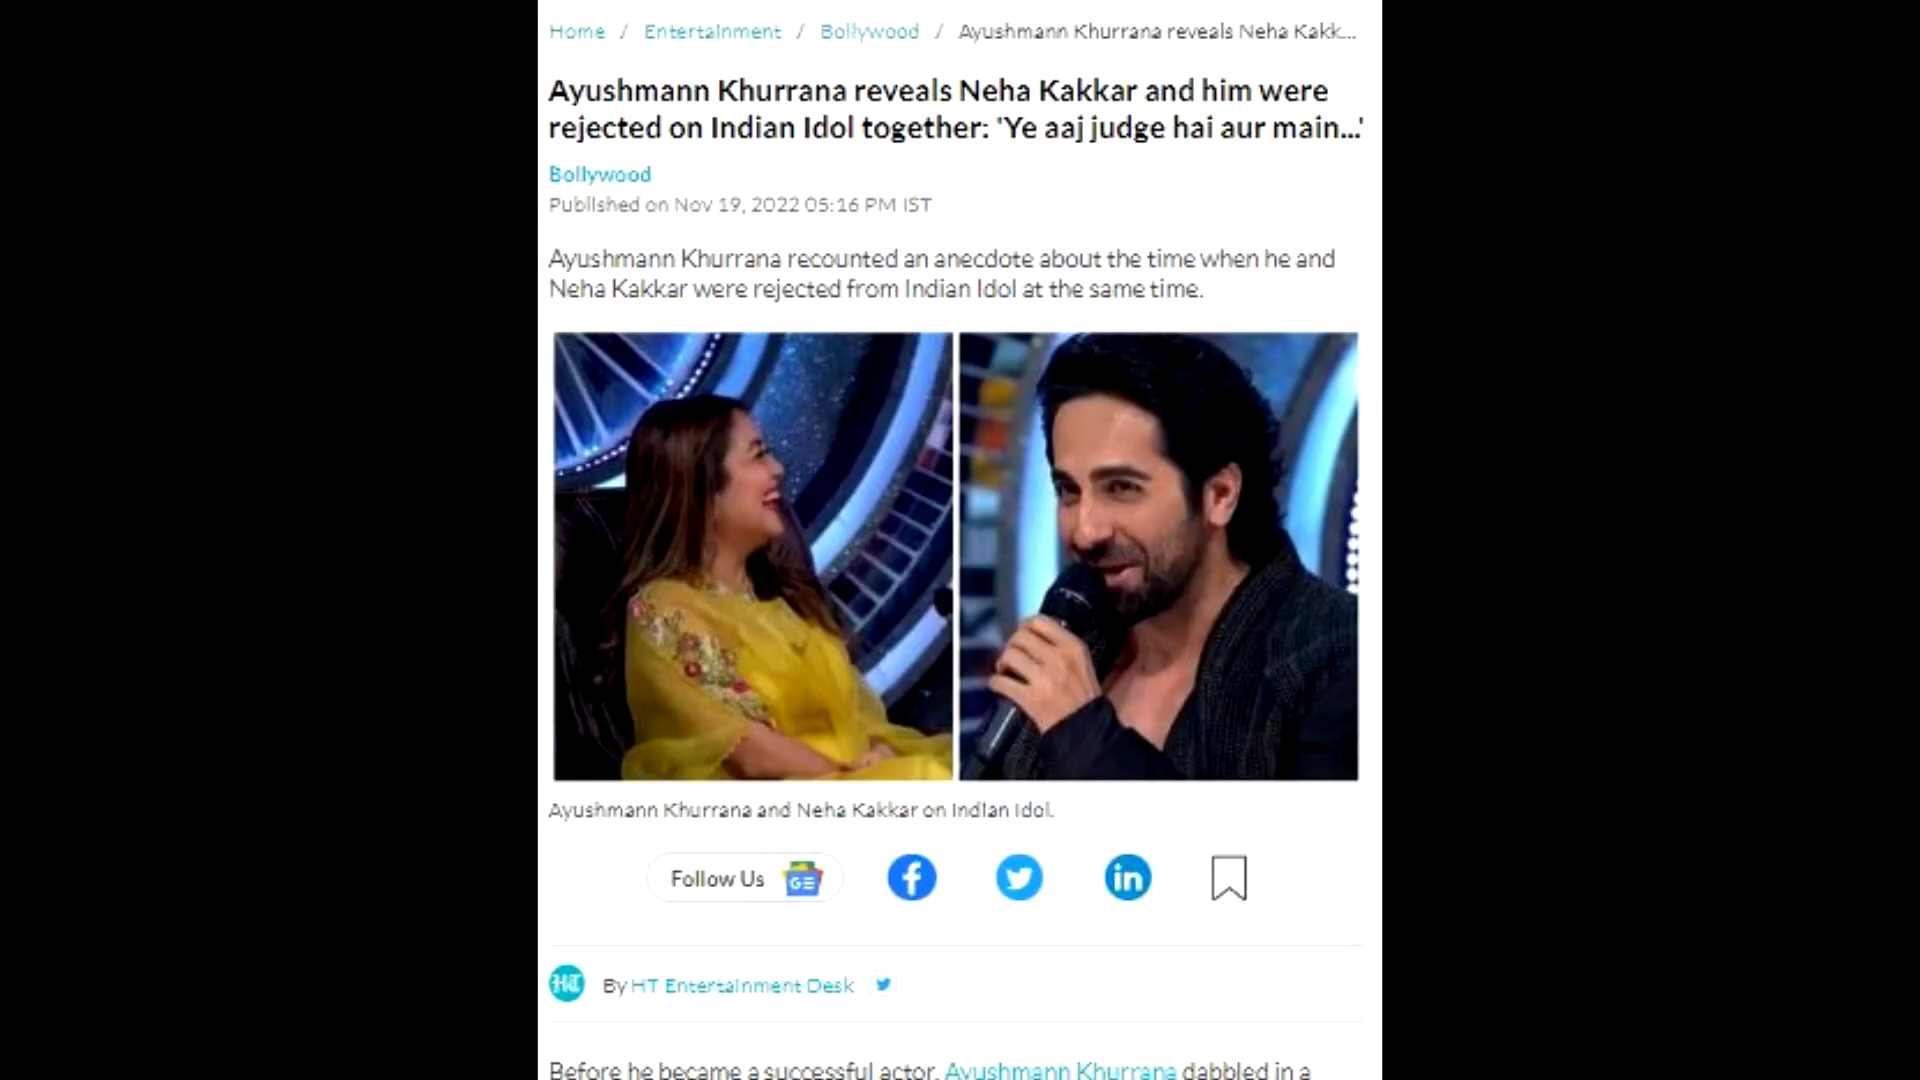 Home / Entertainment / Bollywood / Ayushmann Khurrana reveals Neha Kakk...
Ayushmann Khurrana reveals Neha Kakkar and him were
rejected on Indian Idol together: 'Ye aaj judge hai aur main...'
Bollywood
Published on Nov 19, 2022 05:16 PM IST
Ayushmann Khurrana recounted an anecdote about the time when he and
Neha Kakkar were rejected from Indian Idol at the same time.
Ayushmann Khurrana and Neha Kakkar on Indian Idol.
Follow Us GE f in
HT By HT Entertainment Desk
Before he became a successful actor, Ayushmann Khurrana dabbled in a